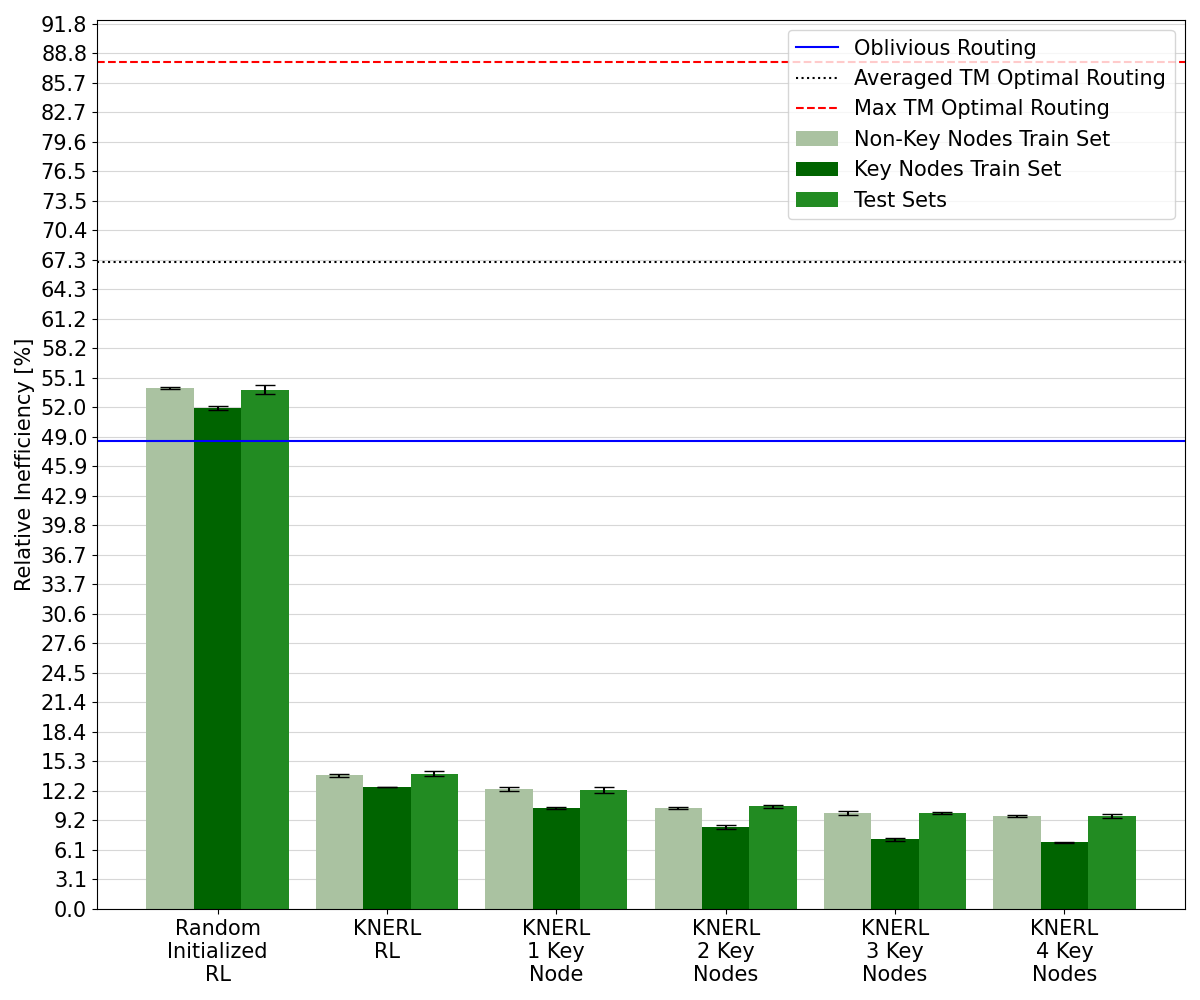 91.8
88.8
85.7
82.7
79.6
76.5
73.5
70.4
67.3
64.3
61.2
58.2
55.1
52.0
49.0
45.9
42.9
39.8
36.7
33.7
30.6
27.6
24.5
21.4
18.4
15.3
12.2
9.2
6.1
3.1
0.0
Relative Inefficiency [%]
Oblivious Routing
Averaged TM Optimal Routing
Max TM Optimal Routing
Non-Key Nodes Train Set
Key Nodes Train Set
Test Sets
Random
Initialized
RL
KNERL
RL
KNERL
1 Key
Node
KNERL
2 Key
Nodes
KNERL
3 Key
Nodes
KNERL
4 Key
Nodes